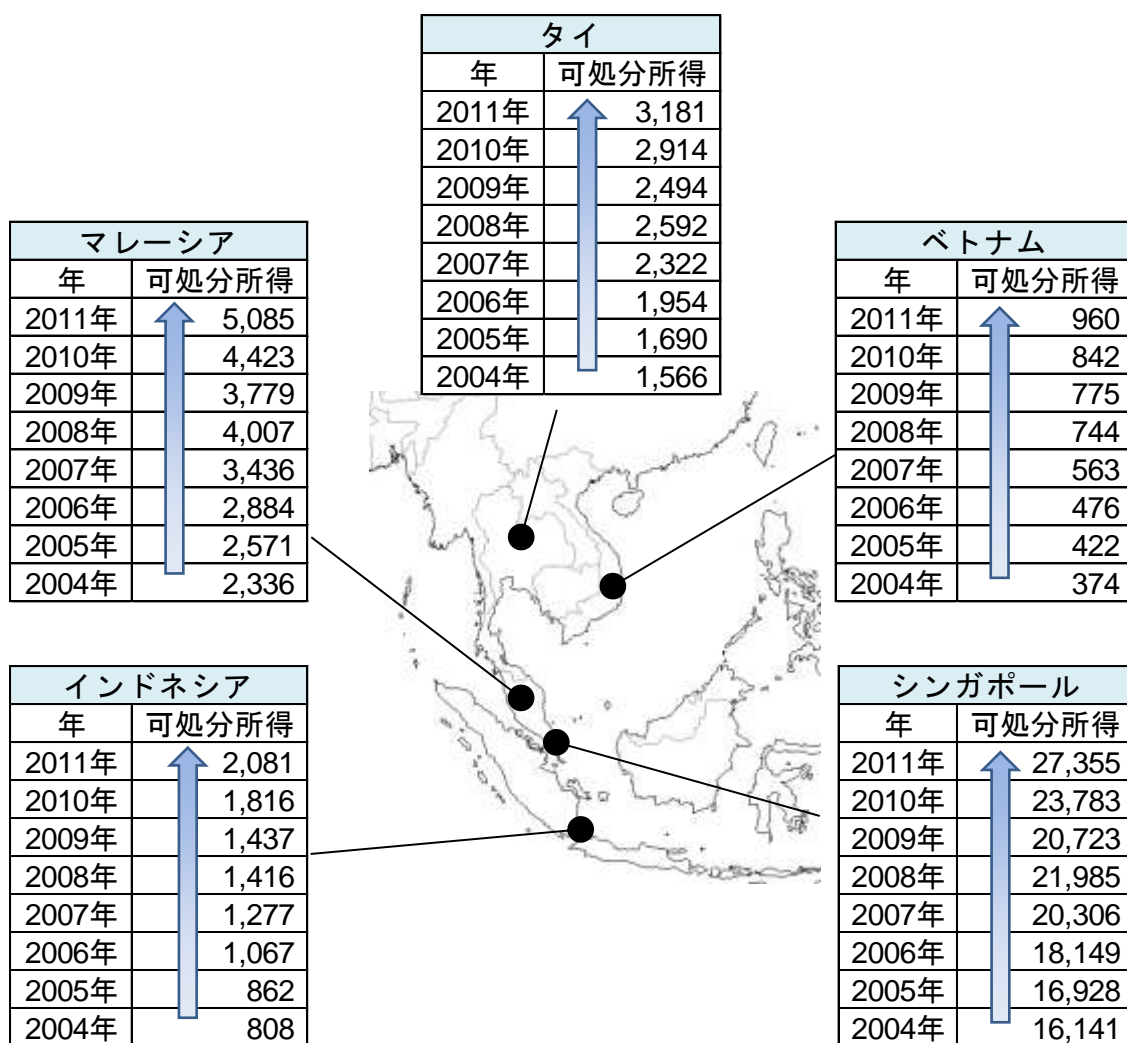 タイ
年 可処分所得
2011年 3,181
2010年 2,914
2009年 2,494
2008年 2,592
2007年 2,322
2006年 1,954
2005年 1,690
2004年 1,566
マレーシア
年 可処分所得
2011年 5,085
2010年 4,423
2009年 3,779
2008年 4,007
2007年 3,436
2006年 2,884
2005年 2,571
2004年 2,336
ベトナム
年 可処分所得
2011年 960
2010年 842
2009年 775
2008年 744
2007年 563
2006年 476
2005年 422
2004年 374
インドネシア
年 可処分所得
2011年 2,081
2010年 1,816
2009年 1,437
2008年 1,416
2007年 1,277
2006年 1,067
2005年 862
2004年 808
シンガポール
年 可処分所得
2011年 27,355
2010年 23,783
2009年 20,723
2008年 21,985
2007年 20,306
2006年 18,149
2005年 16,928
2004年 16,141